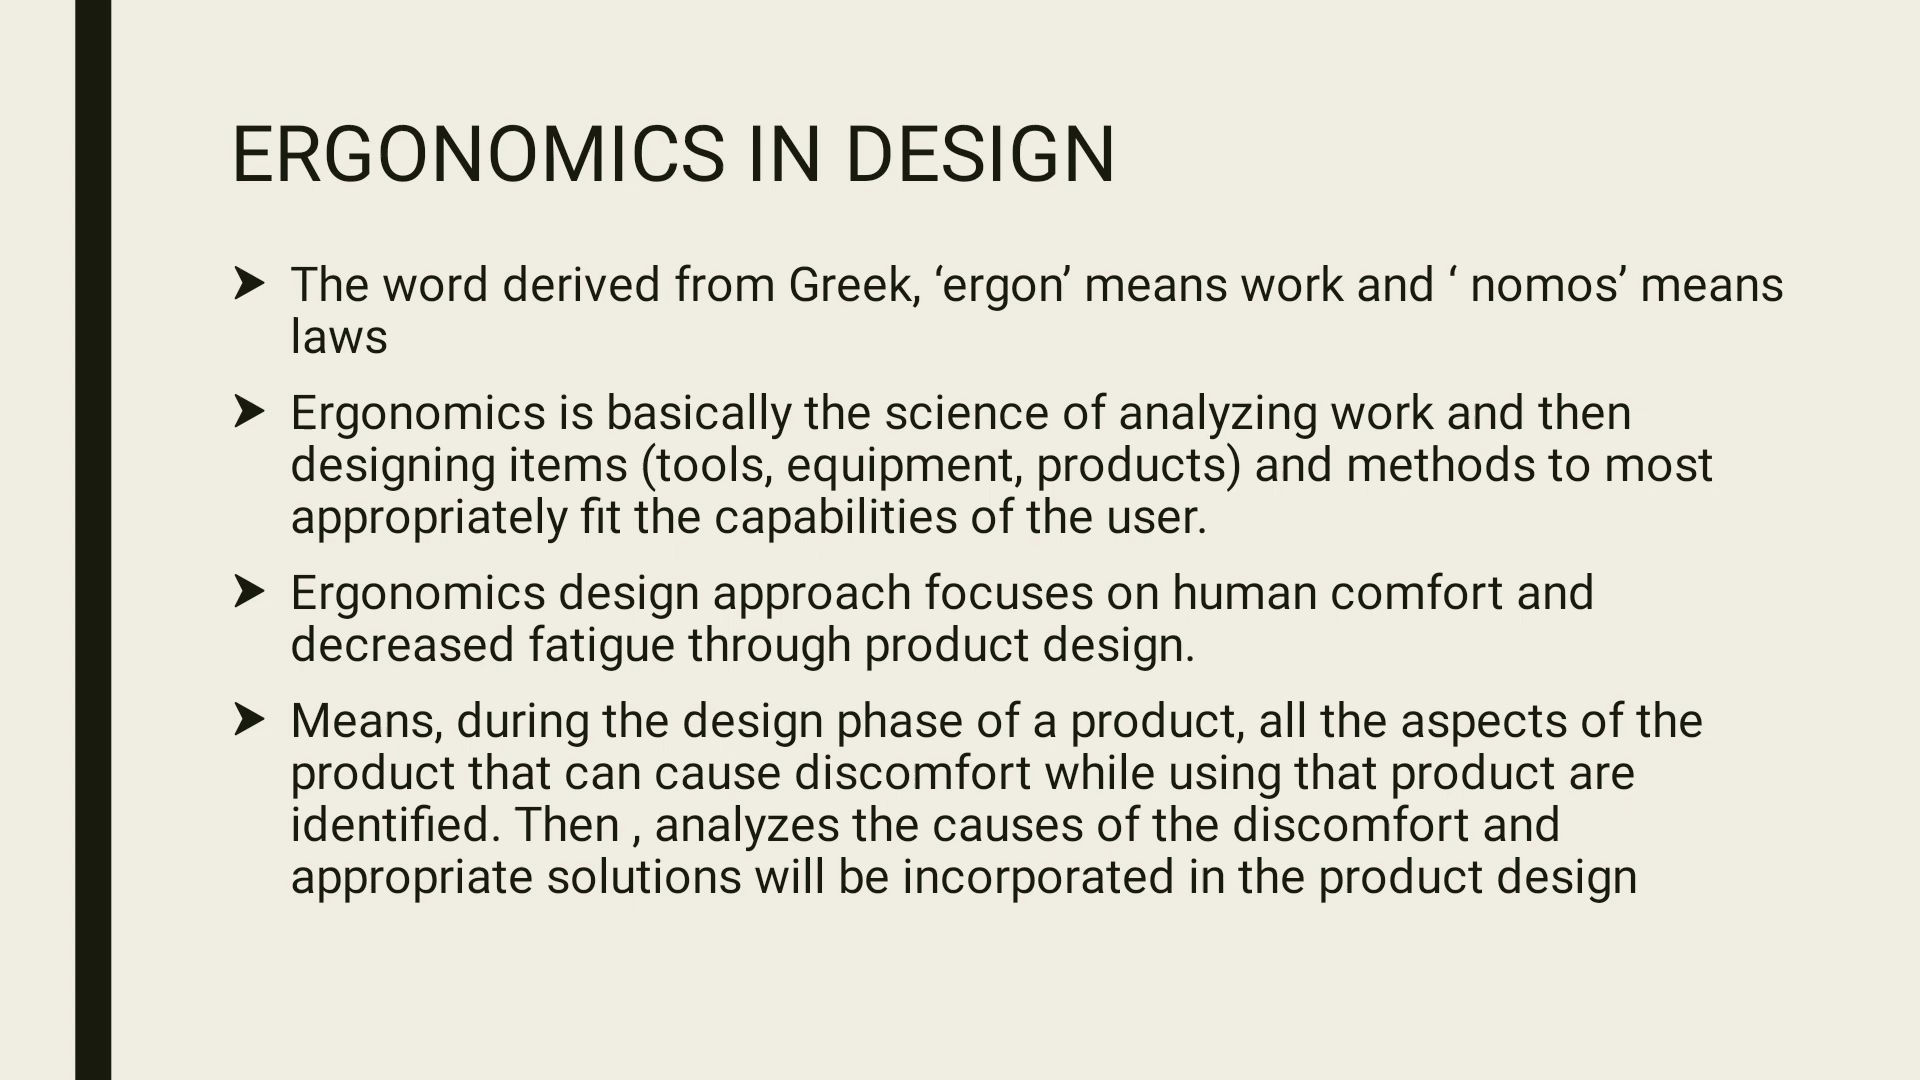 ERGONOMICS IN DESIGN
➤ The word derived from Greek, ‘ergon’ means work and ‘ nomos’ means
laws
➤ Ergonomics is basically the science of analyzing work and then
designing items (tools, equipment, products) and methods to most
appropriately fit the capabilities of the user.
➤ Ergonomics design approach focuses on human comfort and
decreased fatigue through product design.
➤ Means, during the design phase of a product, all the aspects of the
product that can cause discomfort while using that product are
identified. Then , analyzes the causes of the discomfort and
appropriate solutions will be incorporated in the product design